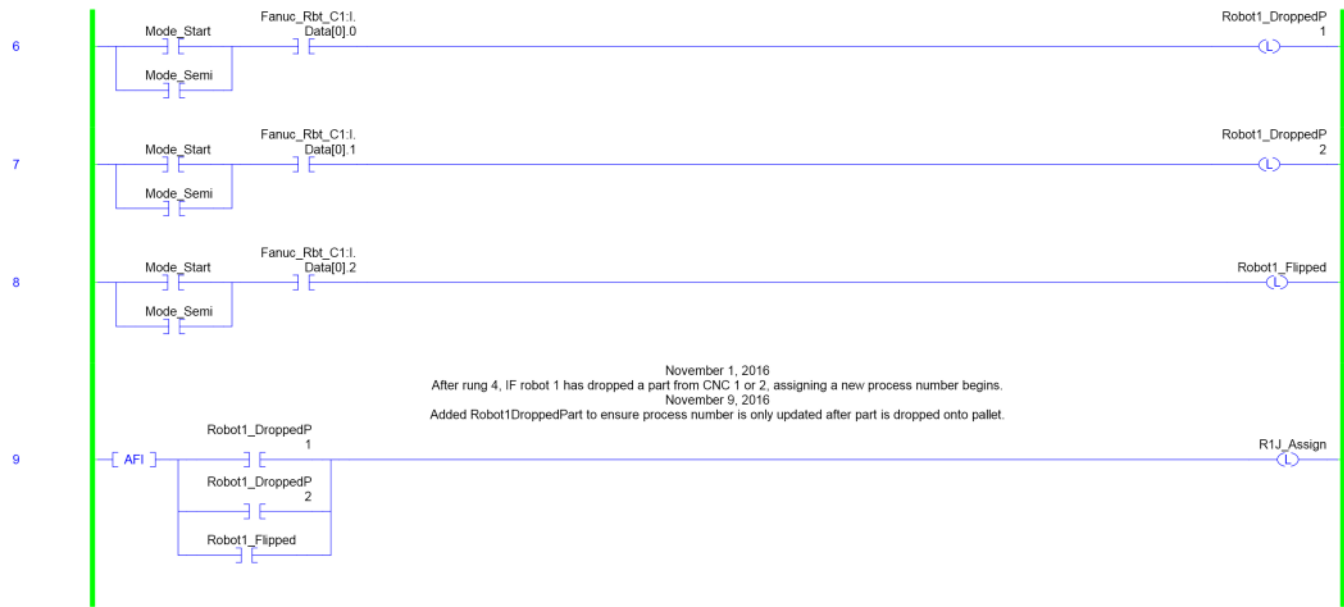 Mode_Start
Fanuc_Rbt_C1:I.
Data[0].0
Robot1_DroppedP
1
6
L
Mode_Semi
Mode_Start
Fanuc_Rbt_C1:I.
Data[0].1
Robot1_DroppedP
2
7
L
Mode_Semi
Mode_Start
Fanuc_Rbt_C1:I.
Data[0].2
Robot1_Flipped
8
L
Mode_Semi
November 1, 2016
After rung 4, IF robot 1 has dropped a part from CNC 1 or 2, assigning a new process number begins.
November 9, 2016
Added Robot1DroppedPart to ensure process number is only updated after part is dropped onto pallet.
Robot1_DroppedP
1
R1J_Assign
9
AFI
L
Robot1_DroppedP
2
Robot1_Flipped